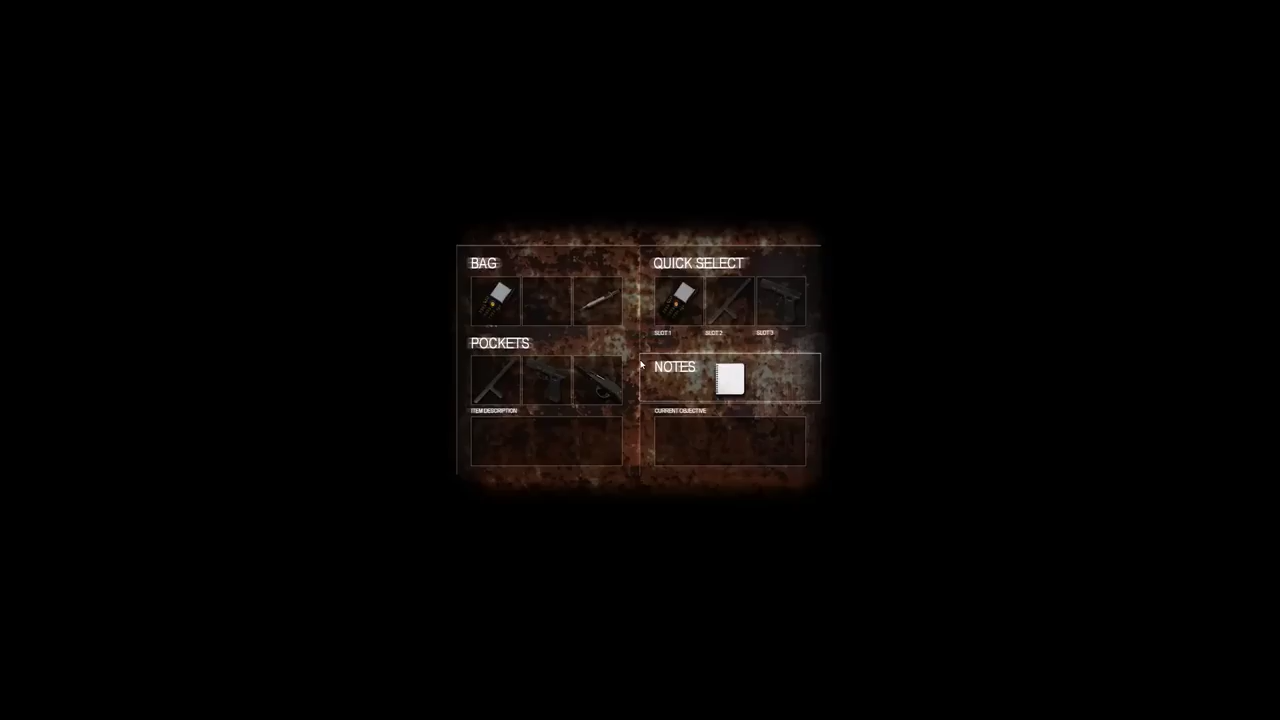 BAG
POCKETS
ITEM DESCRIPTION
QUICK SELECT
SLOT 1
SLOT 2
SLOT 3
NOTES
CURRENT OBJECTIVE